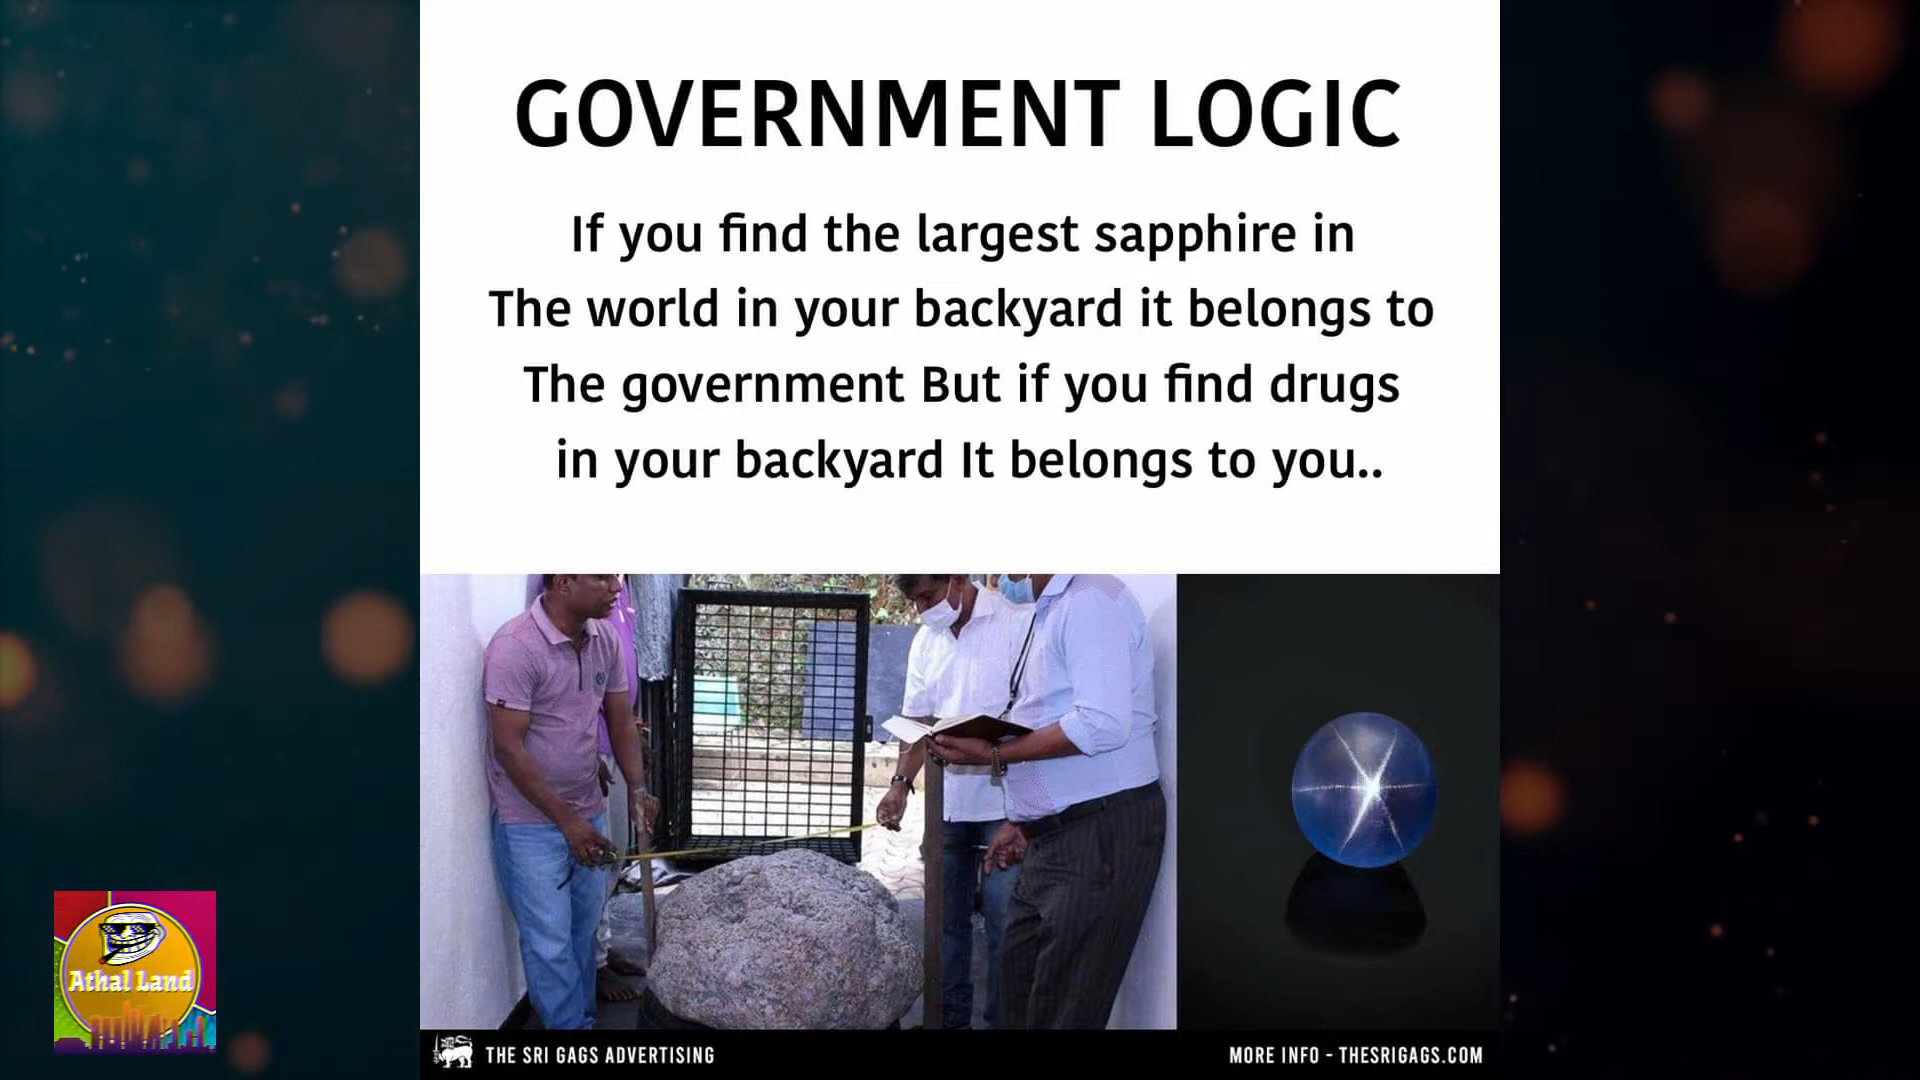 GOVERNMENT LOGIC
If you find the largest sapphire in
The world in your backyard it belongs to
The government But if you find drugs
in your backyard It belongs to you..
Athal Land
THE SRI GAGS ADVERTISING
MORE INFO - THESRIGAGS.COM